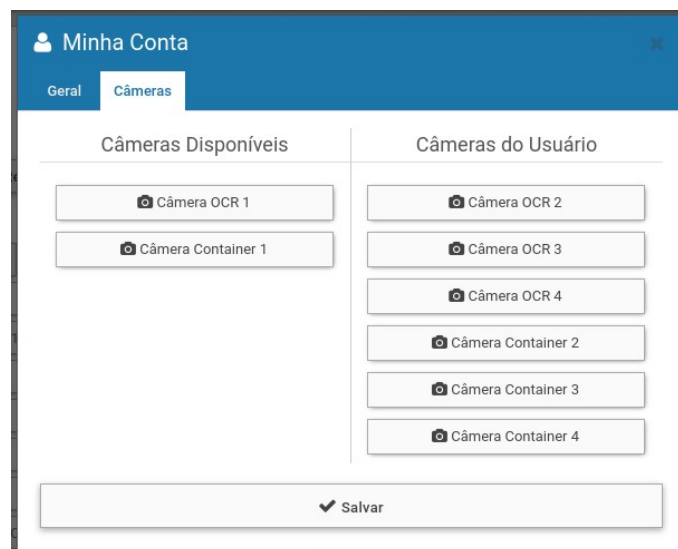 Minha Conta
Geral
Câmeras
Câmeras Disponíveis
Câmera OCR 1
Câmera Container 1
Câmeras do Usuário
Câmera OCR 2
Câmera OCR 3
Câmera OCR 4
Câmera Container 2
Câmera Container 3
Câmera Container 4
Salvar